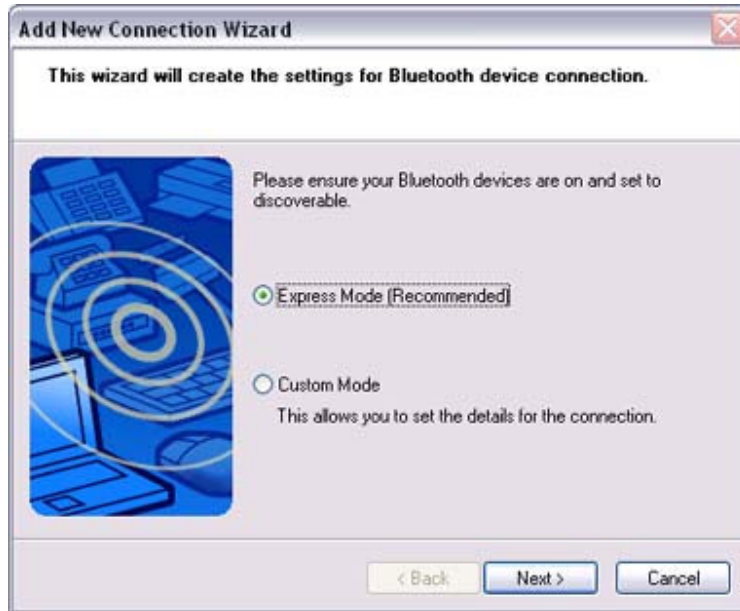 Add New Connection Wizard
This wizard will create the settings for Bluetooth device connection.
Please ensure your Bluetooth devices are on and set to
discoverable.
Express Mode (Recommended)
Custom Mode
This allows you to set the details for the connection.
< Back
Next >
Cancel